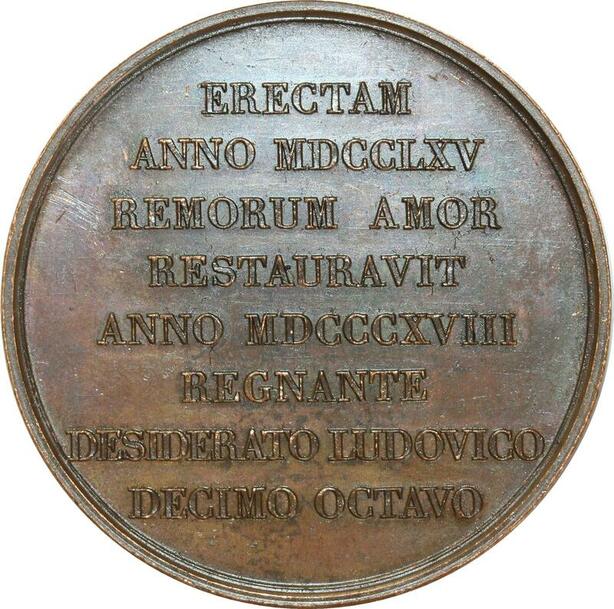 ERECTAM
ANNO MDCCLXV
REMORUM AMOR
RESTAURAVIT
ANNO MDCCCXVIII
REGNANTE
DESIDERATO LUDOVICO
DECIMO OCTAVO